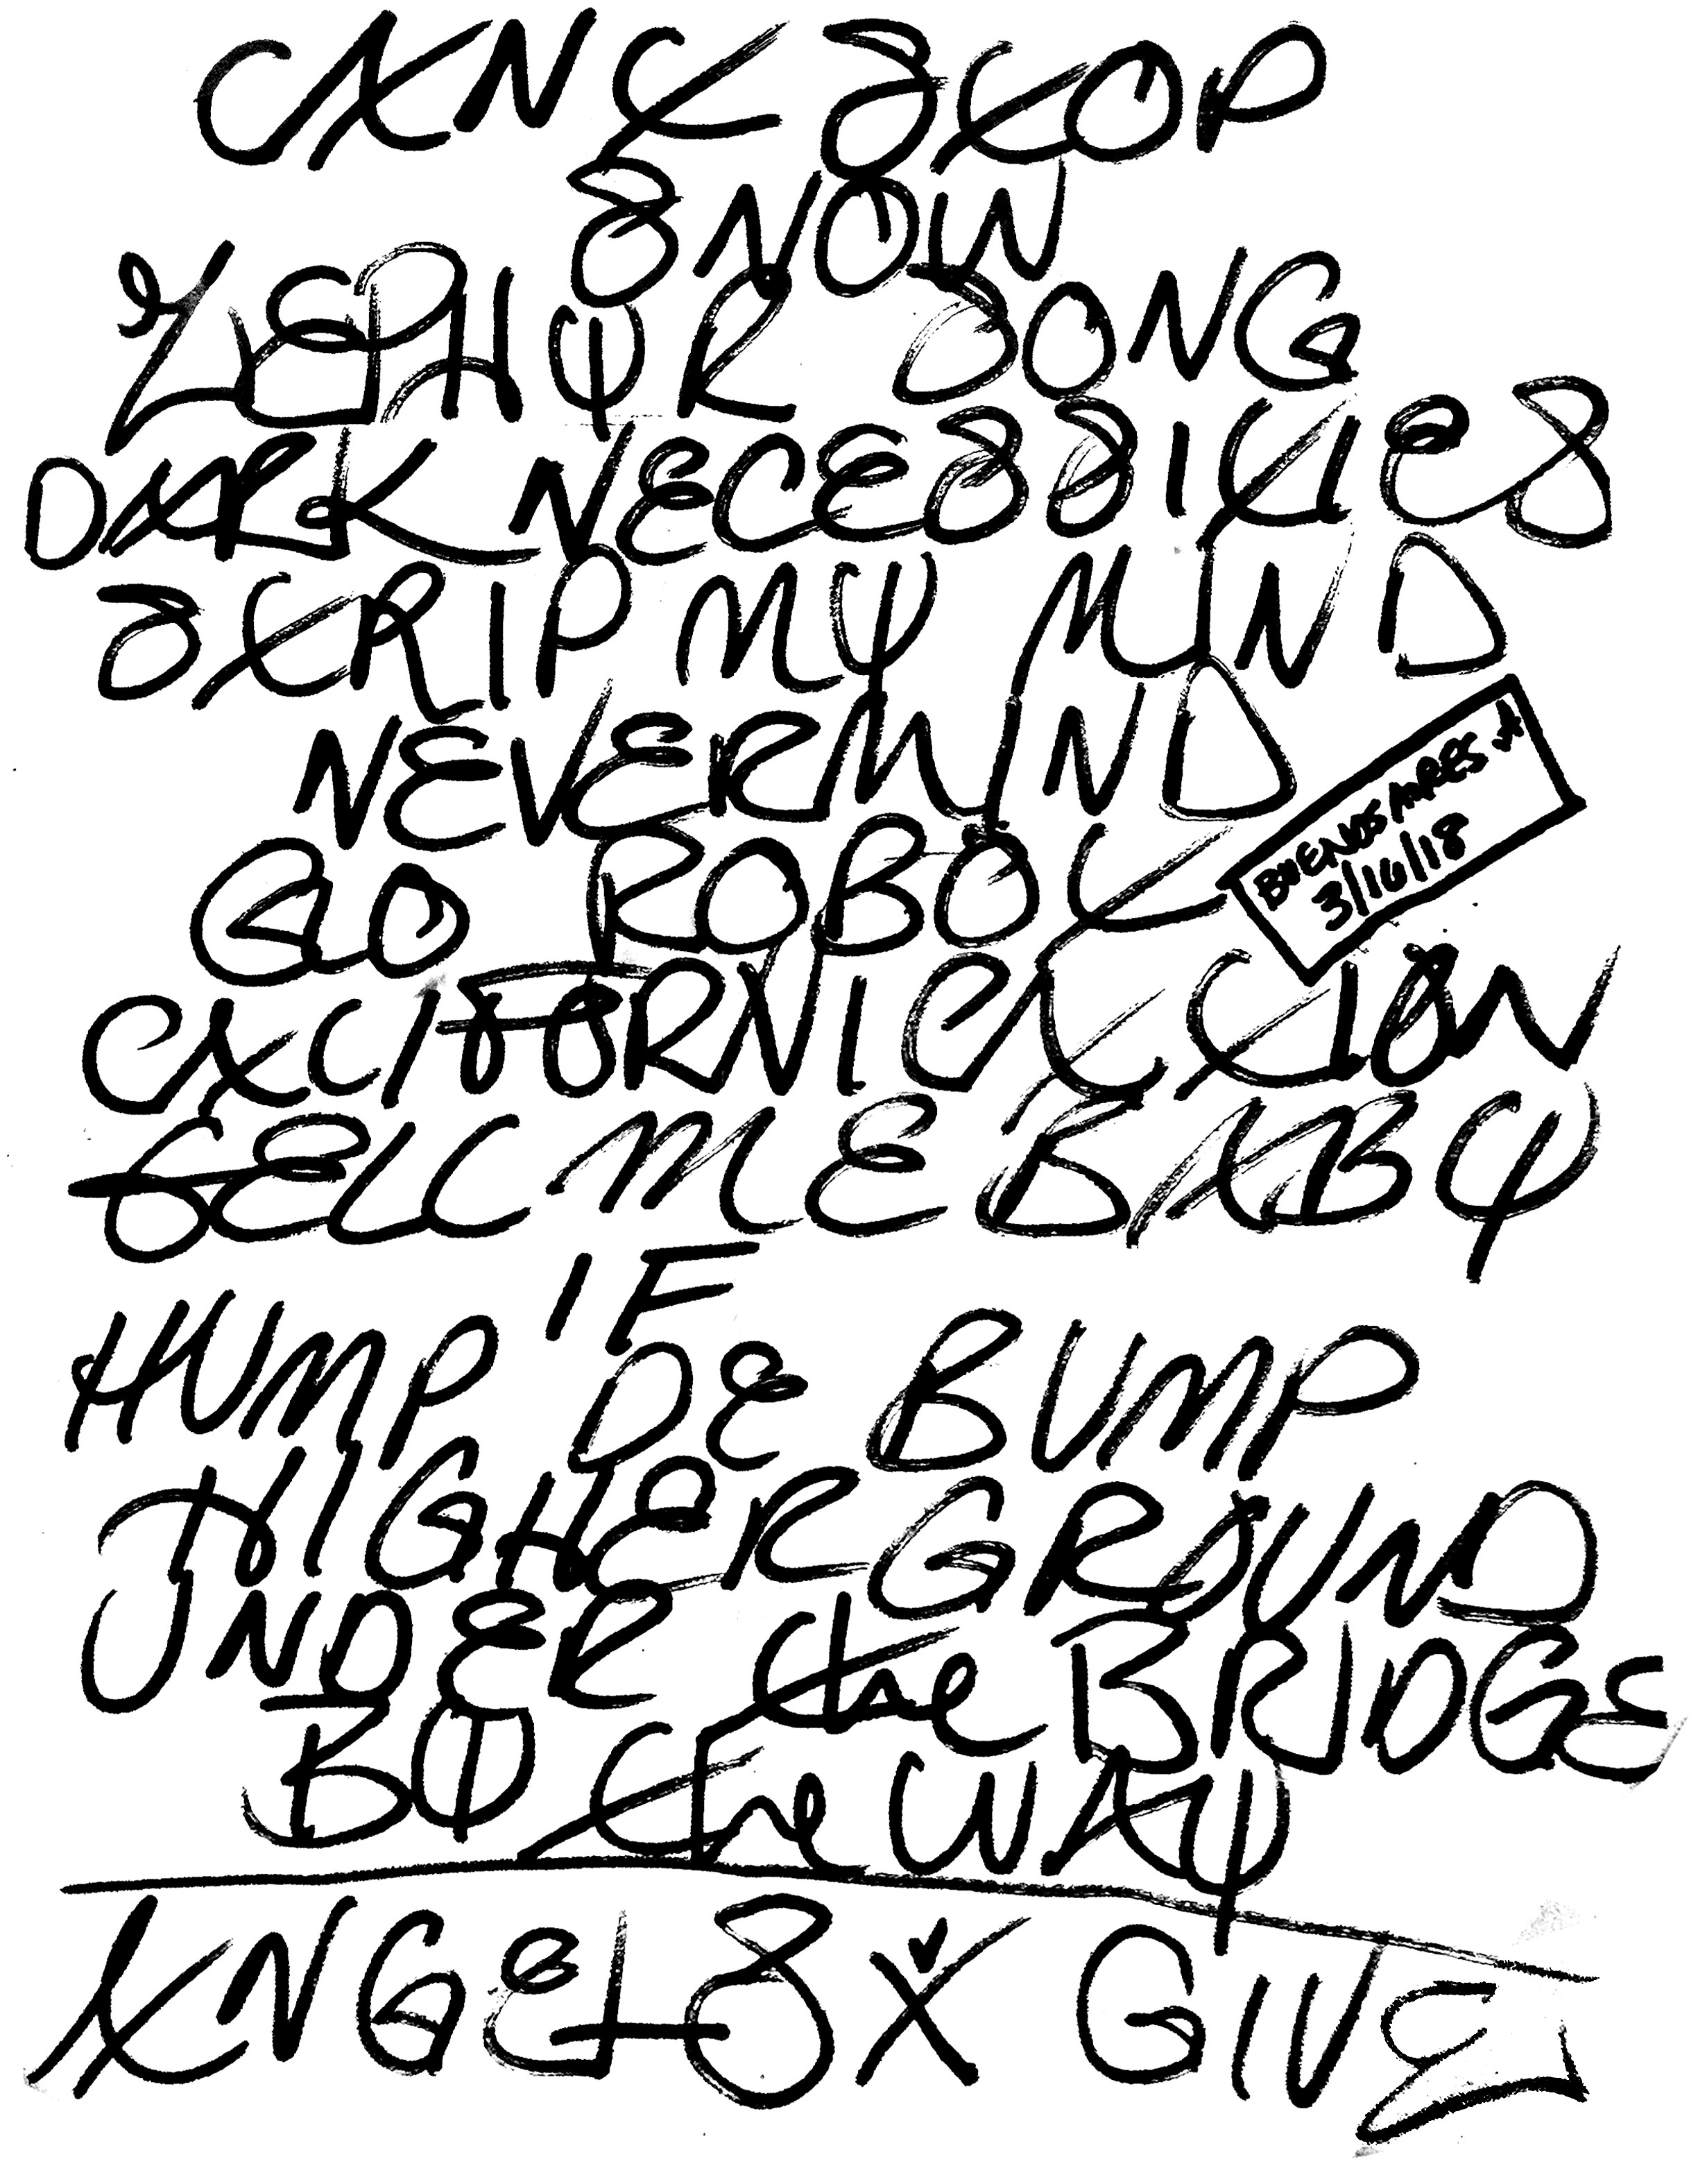 CAN'T STOP
SNOW
ZEPHYR SONG
DARK NECESSITIES
STRIP MY MIND
NEVERMIND
GO ROBOT
BUENOS AIRES
3/16/18
CALIFORNICATION
TELL ME BABY
IF
HUMP DE BUMP
HIGHER GROUND
UNDER the BRIDGE
BY the WAY
ANGELS X GIVE